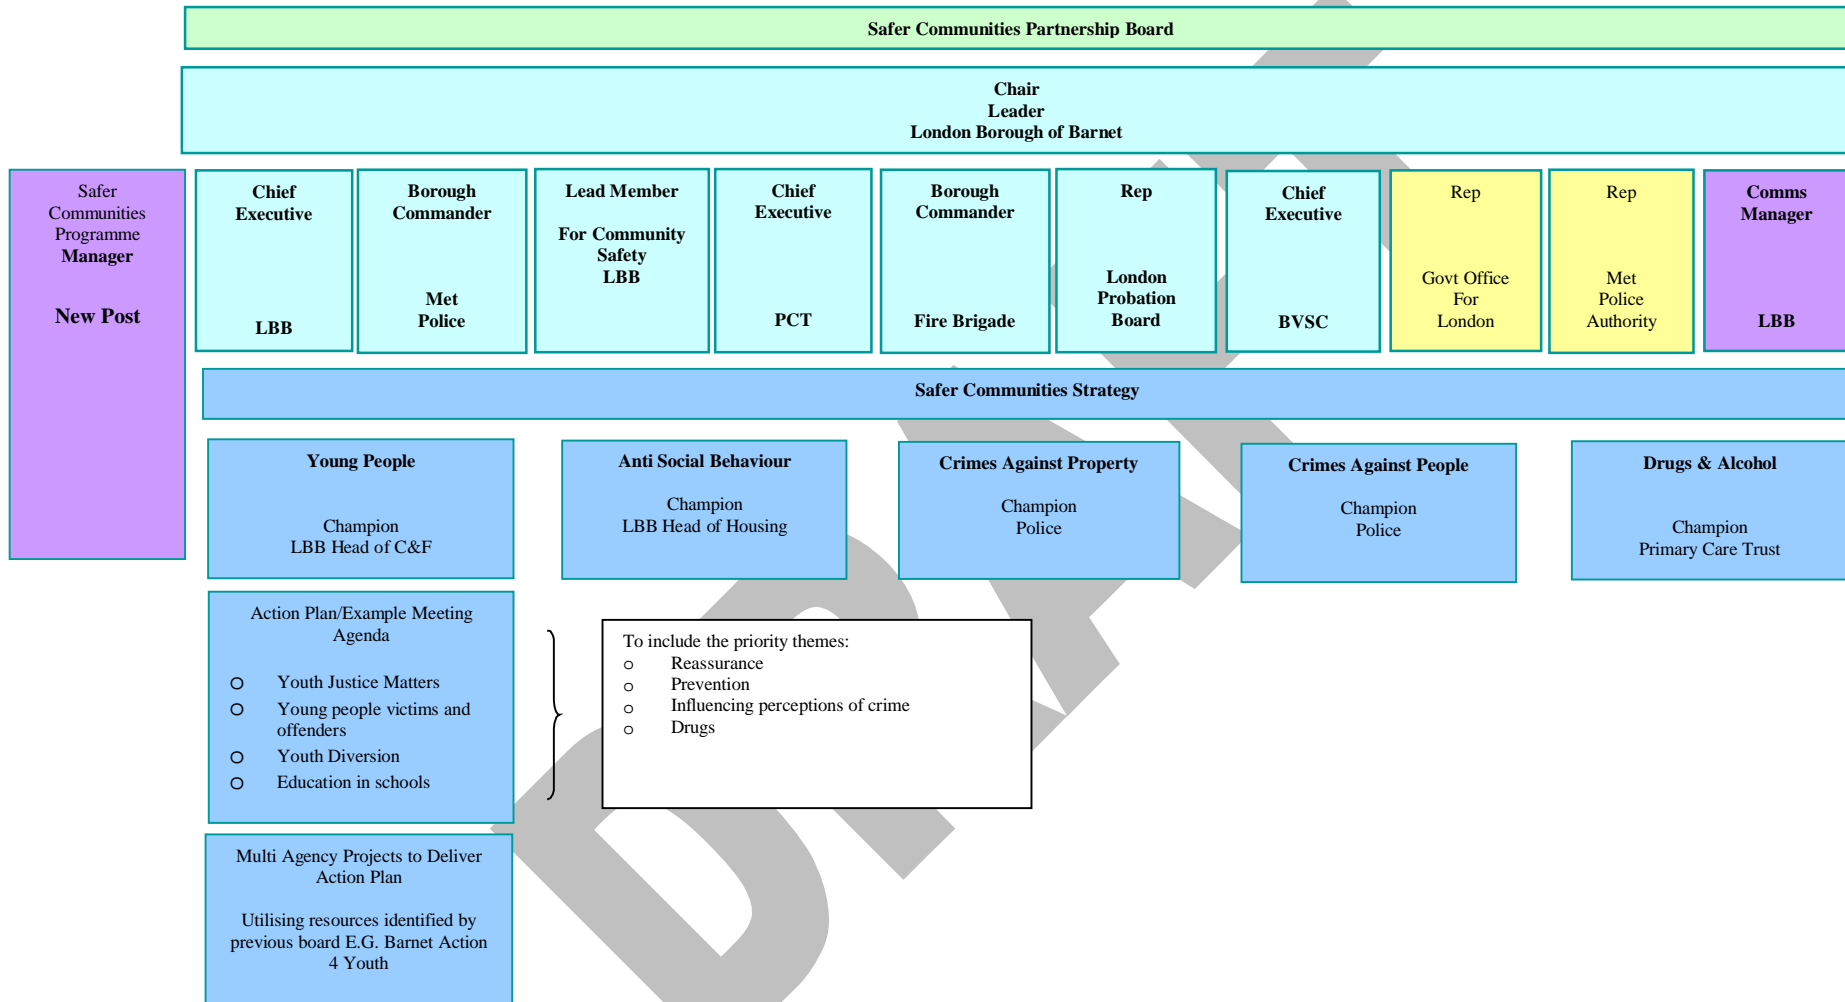 Safer Communities Partnership Board
Chair
Leader
London Borough of Barnet
Safer
Communities
Programme
Manager
New Post
Chief
Executive
LBB
Borough
Commander
Met
Police
Lead Member
For Community
Safety
LBB
Chief
Executive
PCT
Borough
Commander
Fire Brigade
Rep
London
Probation
Board
Chief
Executive
BVSC
Rep
Govt Office
For
London
Rep
Met
Police
Authority
Comms
Manager
LBB
Safer Communities Strategy
Young People
Champion
LBB Head of C&F
Anti Social Behaviour
Champion
LBB Head of Housing
Crimes Against Property
Champion
Police
Crimes Against People
Champion
Police
Drugs & Alcohol
Champion
Primary Care Trust
Action Plan/Example Meeting
Agenda
o Youth Justice Matters
o Young people victims and
offenders
o Youth Diversion
o Education in schools
To include the priority themes:
o Reassurance
o Prevention
o Influencing perceptions of crime
o Drugs
Multi Agency Projects to Deliver
Action Plan
Utilising resources identified by
previous board E.G. Barnet Action
4 Youth
DRAFT